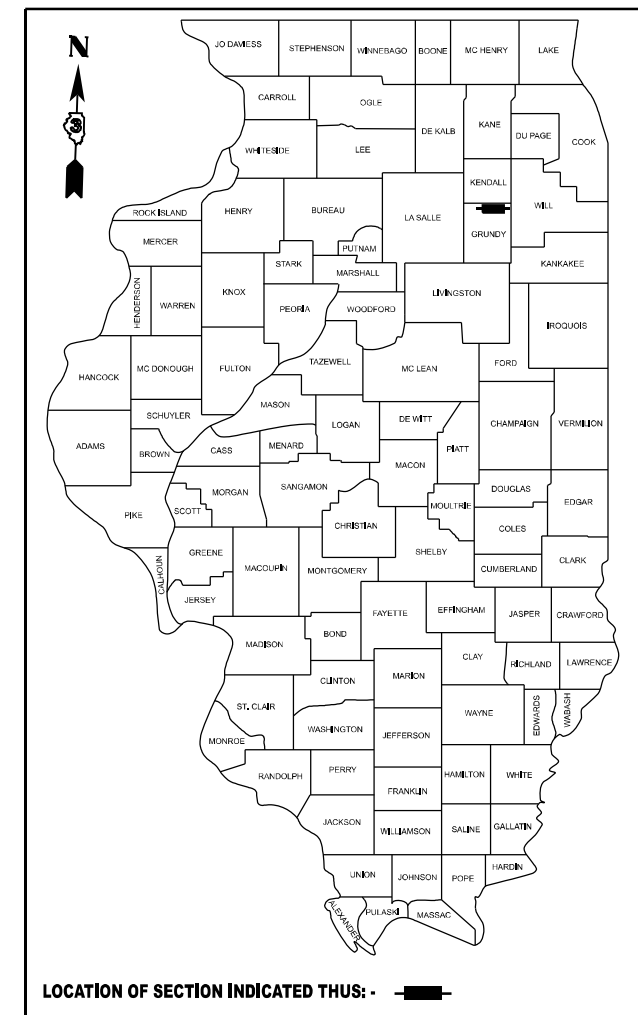 N
3
JO DAVIESS STEPHENSON WINNEBAGO BOONE MC HENRY LAKE
CARROLL OGLE DE KALB KANE DU PAGE COOK
WHITESIDE LEE KENDALL WILL
ROCK ISLAND HENRY BUREAU LA SALLE GRUNDY
MERCER PUTNAM KANKAKEE
HENDERSON WARREN KNOX STARK MARSHALL LIVINGSTON
PEORIA WOODFORD IROQUOIS
HANCOCK MC DONOUGH FULTON TAZEWELL MC LEAN FORD
SCHUYLER MASON LOGAN DE WITT CHAMPAIGN VERMILION
ADAMS BROWN CASS MENARD MACON PIATT
PIKE SCOTT MORGAN SANGAMON MOULTRIE DOUGLAS EDGAR
CHRISTIAN COLES
CALHOUN GREENE MACOUPIN MONTGOMERY SHELBY CUMBERLAND CLARK
JERSEY FAYETTE EFFINGHAM JASPER CRAWFORD
MADISON BOND CLAY RICHLAND LAWRENCE
CLINTON MARION
ST. CLAIR WAYNE EDWARDS WABASH
MONROE WASHINGTON JEFFERSON
RANDOLPH PERRY FRANKLIN HAMILTON WHITE
JACKSON WILLIAMSON SALINE GALLATIN
UNION JOHNSON POPE HARDIN
ALEXANDER PULASKI MASSAC
LOCATION OF SECTION INDICATED THUS: -